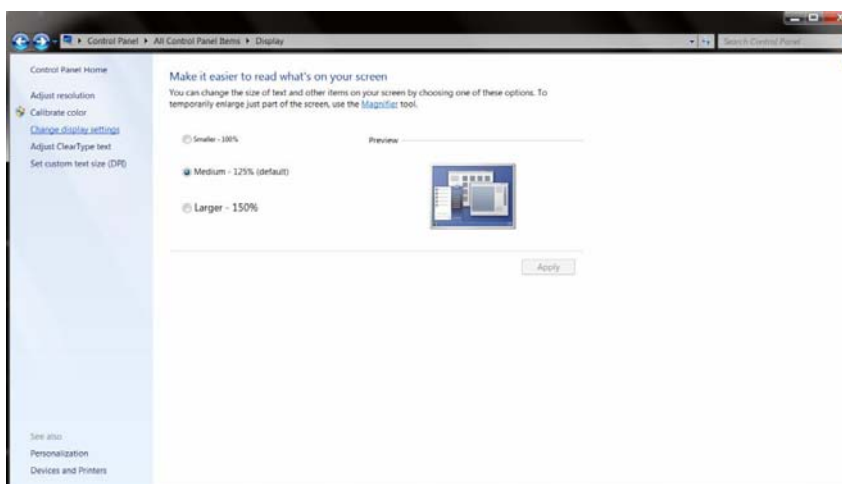 Control Panel ▸ All Control Panel Items ▸ Display
Search Control Panel
Control Panel Home
Adjust resolution
Calibrate color
Change display settings
Adjust ClearType text
Set custom text size (DPI)
Make it easier to read what's on your screen
You can change the size of text and other items on your screen by choosing one of these options. To
temporarily enlarge just part of the screen, use the Magnifier tool.
Smaller - 100%
Preview
Medium - 125% (default)
Larger - 150%
Apply
See also
Personalization
Devices and Printers